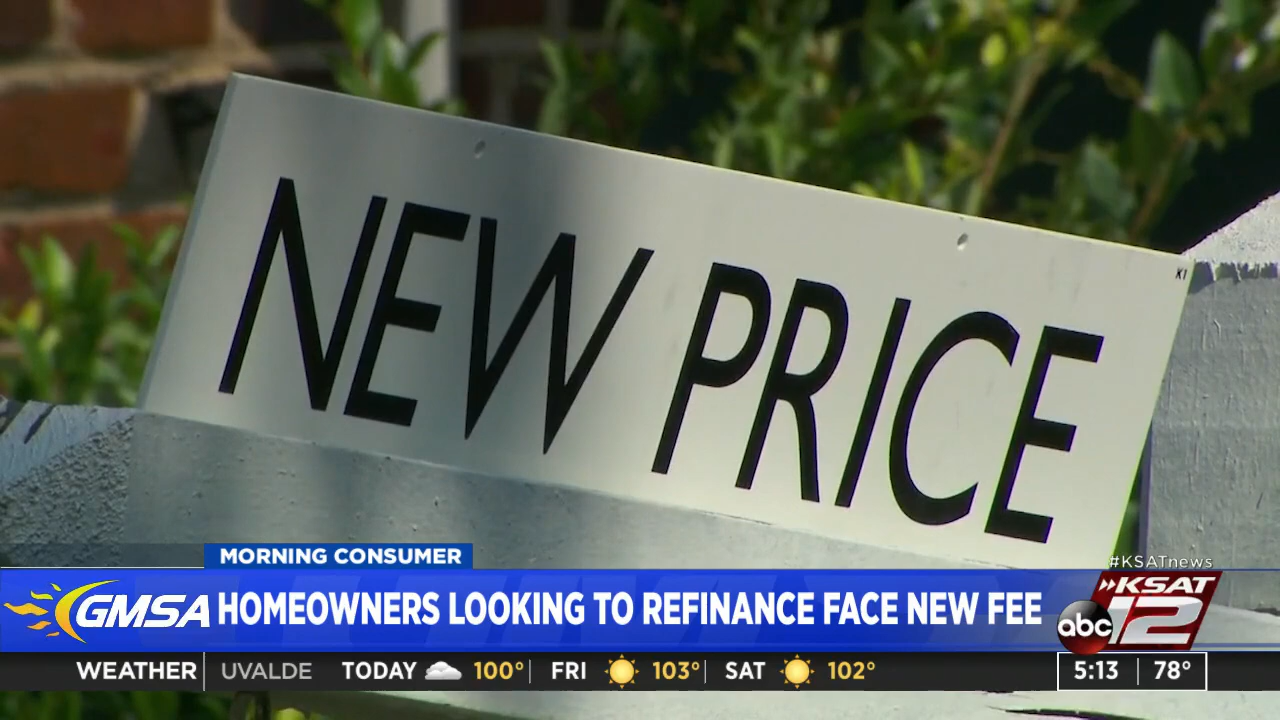 NEW PRICE
K1
MORNING CONSUMER
#KSATnews
GMSA HOMEOWNERS LOOKING TO REFINANCE FACE NEW FEE
KSAT
abc 12
WEATHER UVALDE TODAY 100° FRI 103° SAT 102° 5:13 78°